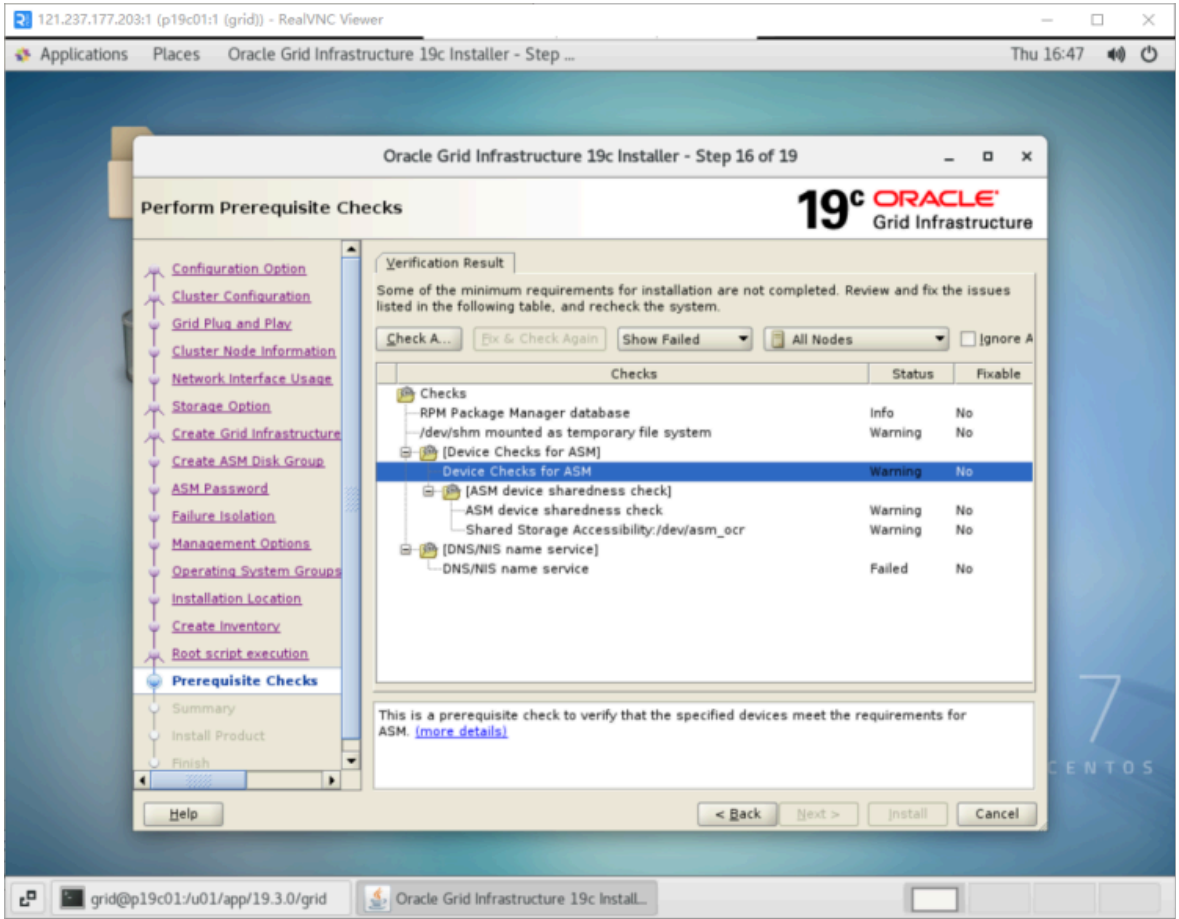 121.237.177.203:1 (p19c01:1 (grid)) - RealVNC Viewer
Applications Places Oracle Grid Infrastructure 19c Installer - Step ... Thu 16:47
Oracle Grid Infrastructure 19c Installer - Step 16 of 19
Perform Prerequisite Checks
19c ORACLE
Grid Infrastructure
Configuration Option
Cluster Configuration
Grid Plug and Play
Cluster Node Information
Network Interface Usage
Storage Option
Create Grid Infrastructure
Create ASM Disk Group
ASM Password
Failure Isolation
Management Options
Operating System Groups
Installation Location
Create Inventory
Root script execution
Prerequisite Checks
Summary
Install Product
Finish
Verification Result
Some of the minimum requirements for installation are not completed. Review and fix the issues
listed in the following table, and recheck the system.
Check A... Fix & Check Again Show Failed All Nodes Ignore A
Checks Status Fixable
Checks
RPM Package Manager database Info No
/dev/shm mounted as temporary file system Warning No
[Device Checks for ASM]
Device Checks for ASM Warning No
[ASM device sharedness check]
ASM device sharedness check Warning No
Shared Storage Accessibility:/dev/asm_ocr Warning No
[DNS/NIS name service]
DNS/NIS name service Failed No
This is a prerequisite check to verify that the specified devices meet the requirements for
ASM. (more details)
Help < Back Next > Install Cancel
7
CENTOS
grid@p19c01:/u01/app/19.3.0/grid Oracle Grid Infrastructure 19c Install...